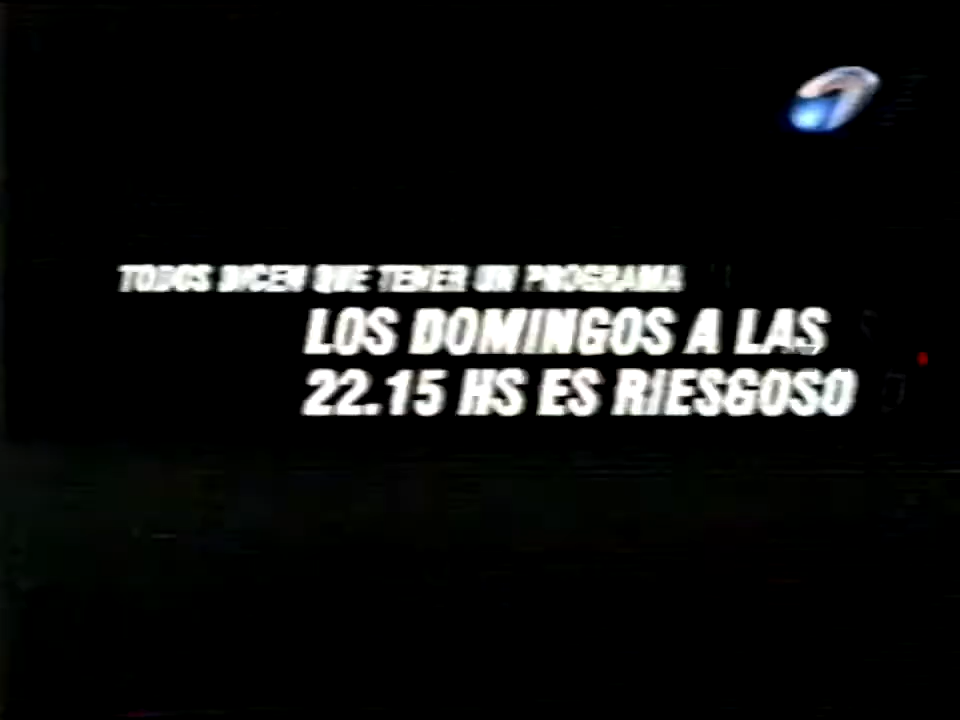 TODOS DICEN QUE TENER UN PROGRAMA
LOS DOMINGOS A LAS
22.15 HS ES RIESGOSO